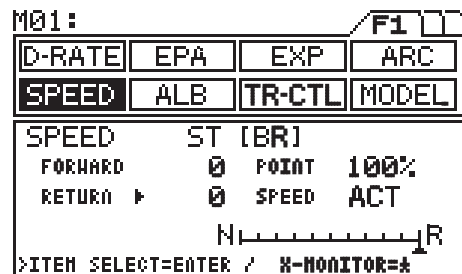 M01: F1
D-RATE EPA EXP ARC
SPEED ALB TR-CTL MODEL
SPEED ST [BR]
FORWARD 0 POINT 100%
RETURN ▶ 0 SPEED ACT
N R
>ITEM SELECT=ENTER / X-MONITOR=±